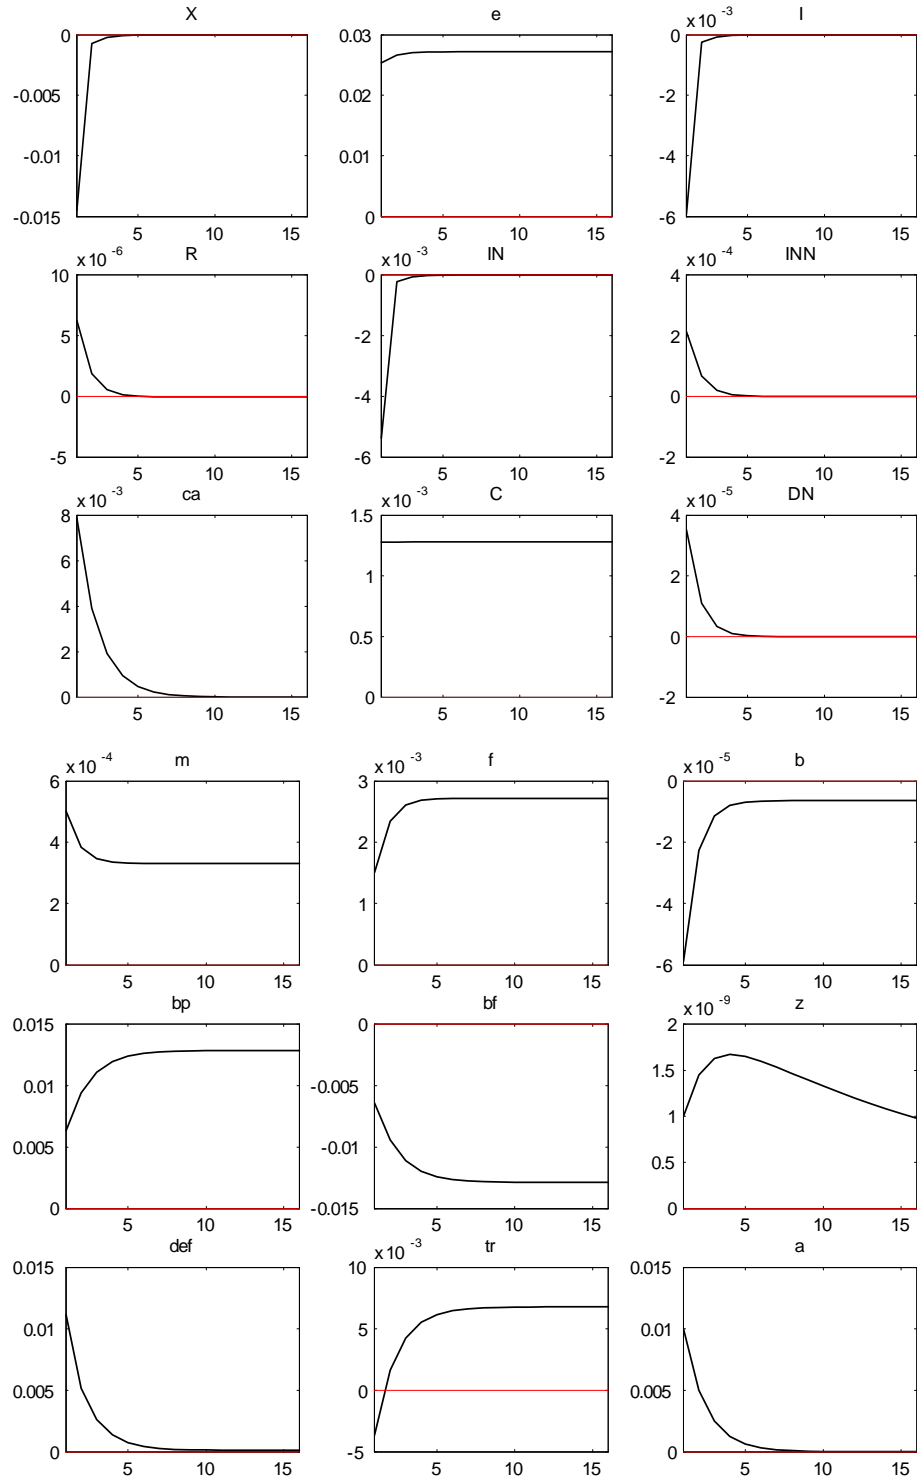 X e I
x 10 -3
0 0.03 0
-0.005 0.02 -2
-0.01 0.01 -4
-0.015 0 -6
5 10 15 5 10 15 5 10 15
R IN INN
x 10 -6 x 10 -3 x 10 -4
10 0 4
5 -2 2
0 -4 0
-5 -6 -2
5 10 15 5 10 15 5 10 15
ca C DN
x 10 -3 x 10 -3 x 10 -5
8 1.5 4
6 1 2
4 0.5 0
2
0 0 -2
5 10 15 5 10 15 5 10 15
m f b
x 10 -4 x 10 -3 x 10 -5
6 3 0
4 2 -2
2 1 -4
0 0 -6
5 10 15 5 10 15 5 10 15
bp bf z
x 10 -9
0.015 0 2
0.01 -0.005 1.5
1
0.005 -0.01 0.5
0 -0.015 0
5 10 15 5 10 15 5 10 15
def tr a
x 10 -3
0.015 10 0.015
0.01 5 0.01
0.005 0 0.005
0 -5 0
5 10 15 5 10 15 5 10 15